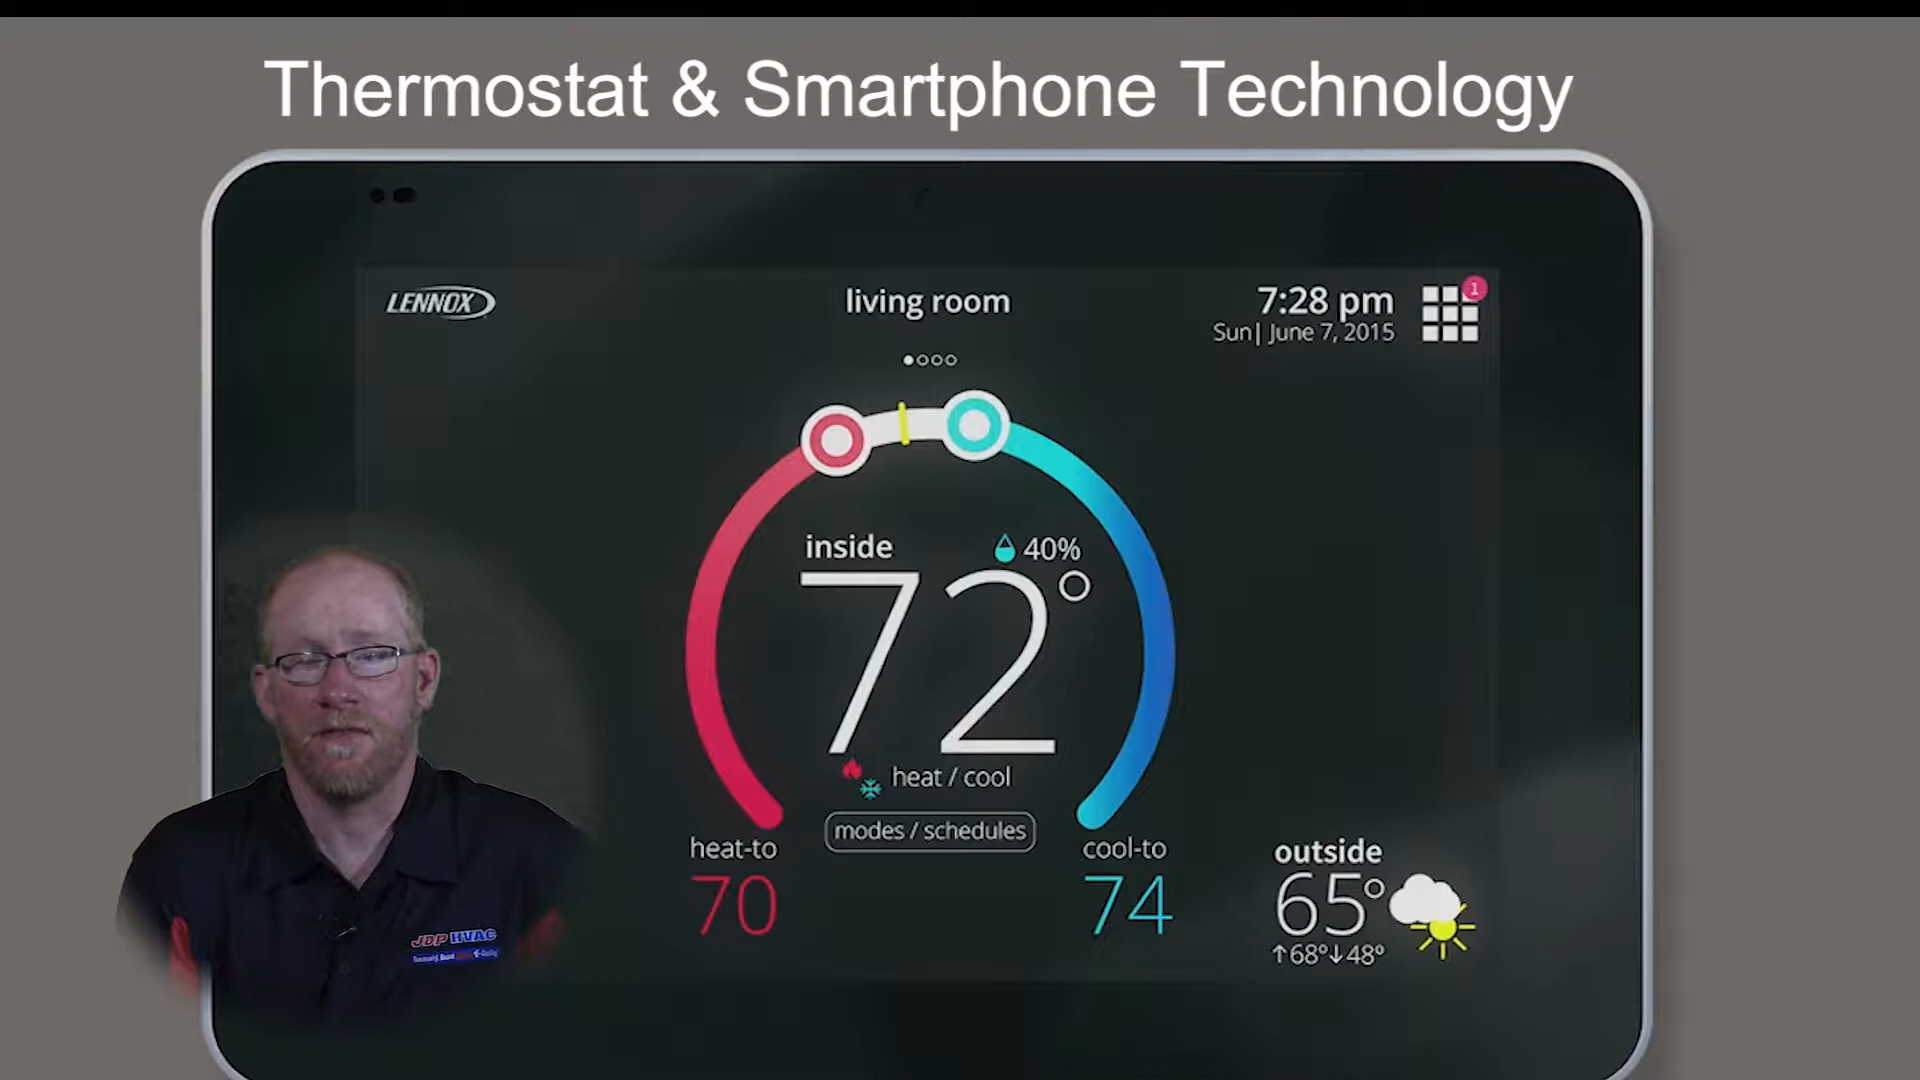 Thermostat & Smartphone Technology
LENNOX
living room
7:28 pm
1
Sun| June 7, 2015
inside
40%
72°
heat / cool
modes / schedules
heat-to
70
cool-to
74
outside
65°
↑68°↓48°
JDP HVAC